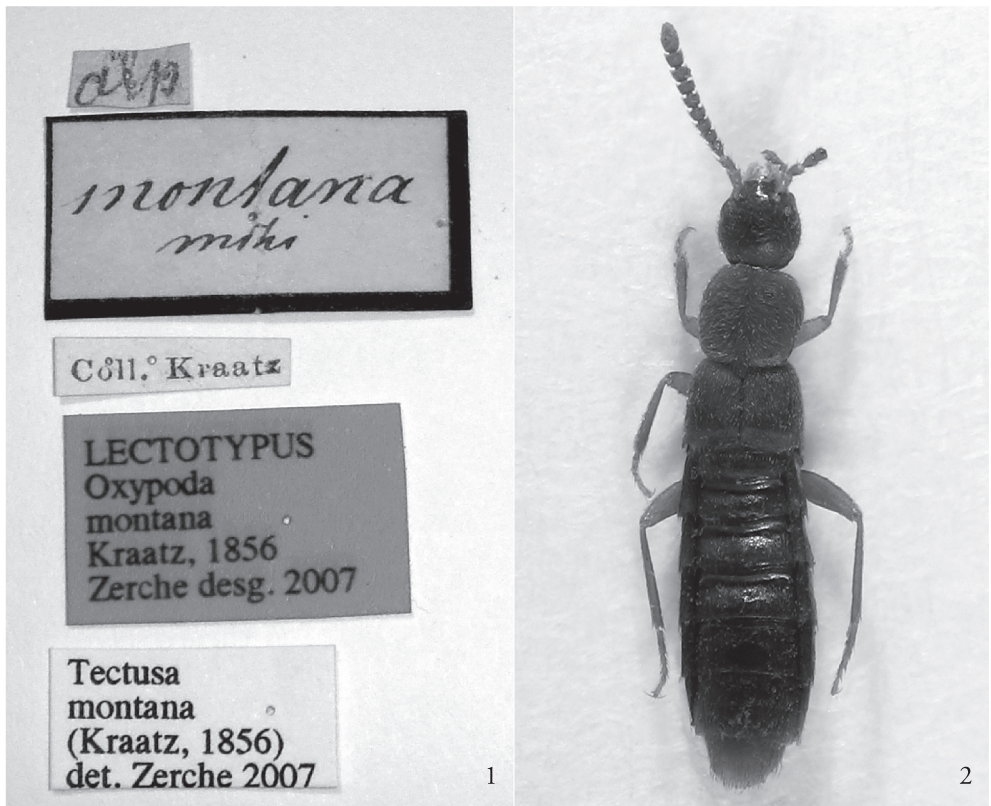 alp
montana
mihi
Coll. Kraatz
LECTOTYPUS
Oxypoda
montana
Kraatz, 1856
Zerche desg. 2007
Tectusa
montana
(Kraatz, 1856)
det. Zerche 2007
1
2